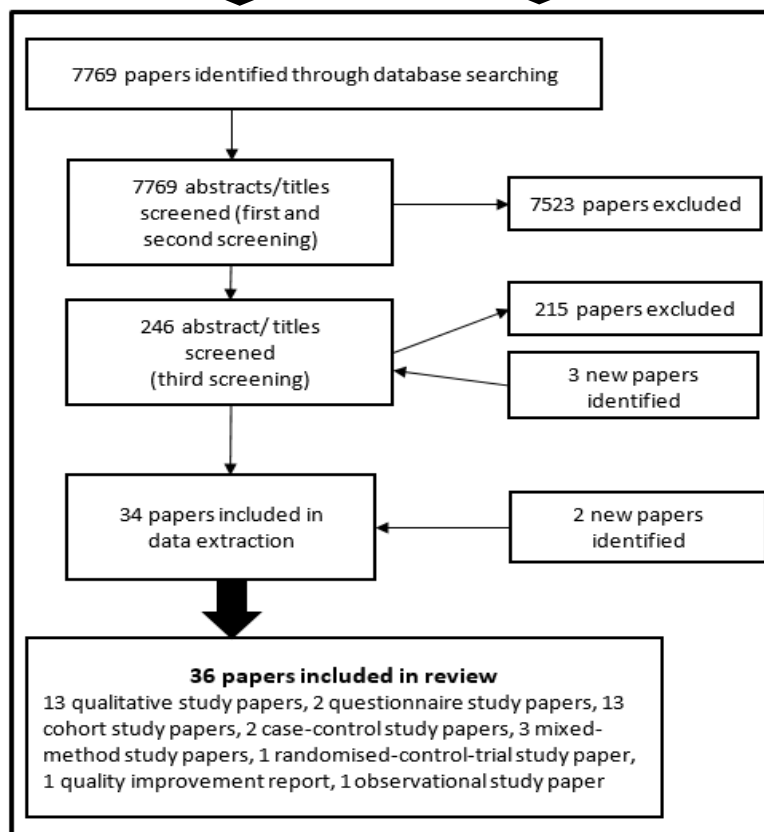 7769 papers identified through database searching
7769 abstracts/titles
screened (first and
second screening)
7523 papers excluded
246 abstract/ titles
screened
(third screening)
215 papers excluded
3 new papers
identified
34 papers included in
data extraction
2 new papers
identified
36 papers included in review
13 qualitative study papers, 2 questionnaire study papers, 13
cohort study papers, 2 case-control study papers, 3 mixed-
method study papers, 1 randomised-control-trial study paper,
1 quality improvement report, 1 observational study paper